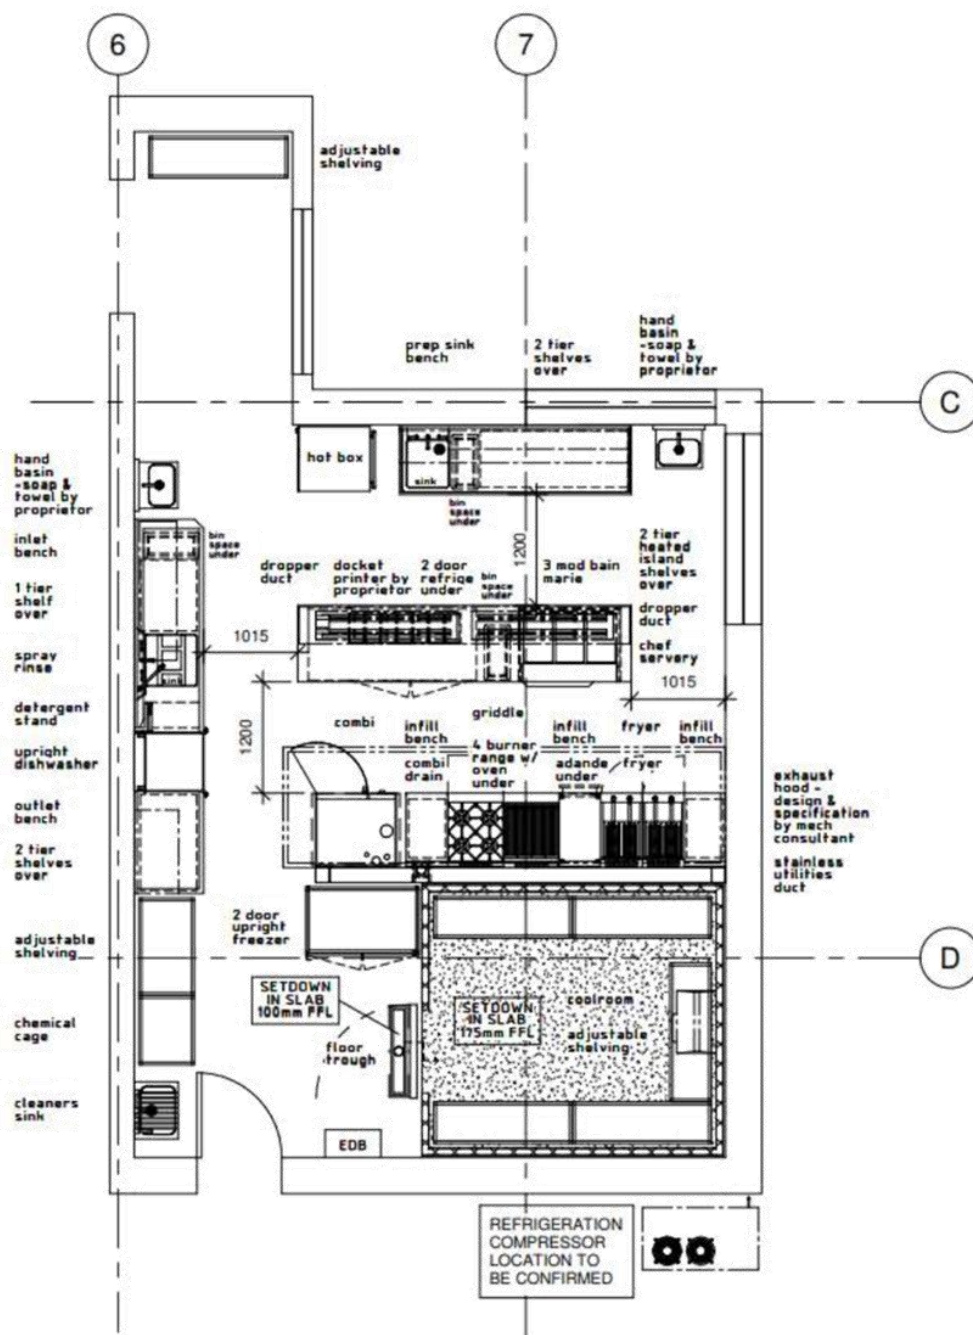 6
7
adjustable
shelving
prep sink
bench
2 tier
shelves
over
hand
basin
-soap &
towel by
proprietor
C
hot box
sink
bin
space
under
1200
hand
basin
-soap &
towel by
proprietor
inlet
bench
bin
space
under
1 tier
shelf
over
spray
rinse
sink
detergent
stand
upright
dishwasher
outlet
bench
2 tier
shelves
over
dropper
duct
docket
printer by
proprietor
2 door
refrige
under
bin
space
under
3 mod bain
marie
2 tier
heated
island
shelves
over
dropper
duct
chef
servery
1015
1015
1200
combi
infill
bench
combi
drain
griddle
4 burner
range w/
oven
under
infill
bench
adande
under
fryer
fryer
infill
bench
exhaust
hood -
design &
specification
by mech
consultant
stainless
utilities
duct
2 door
upright
freezer
adjustable
shelving
D
SETDOWN
IN SLAB
100mm FFL
SETDOWN
IN SLAB
175mm FFL
coolroom
adjustable
shelving
floor
trough
chemical
cage
cleaners
sink
EDB
REFRIGERATION
COMPRESSOR
LOCATION TO
BE CONFIRMED